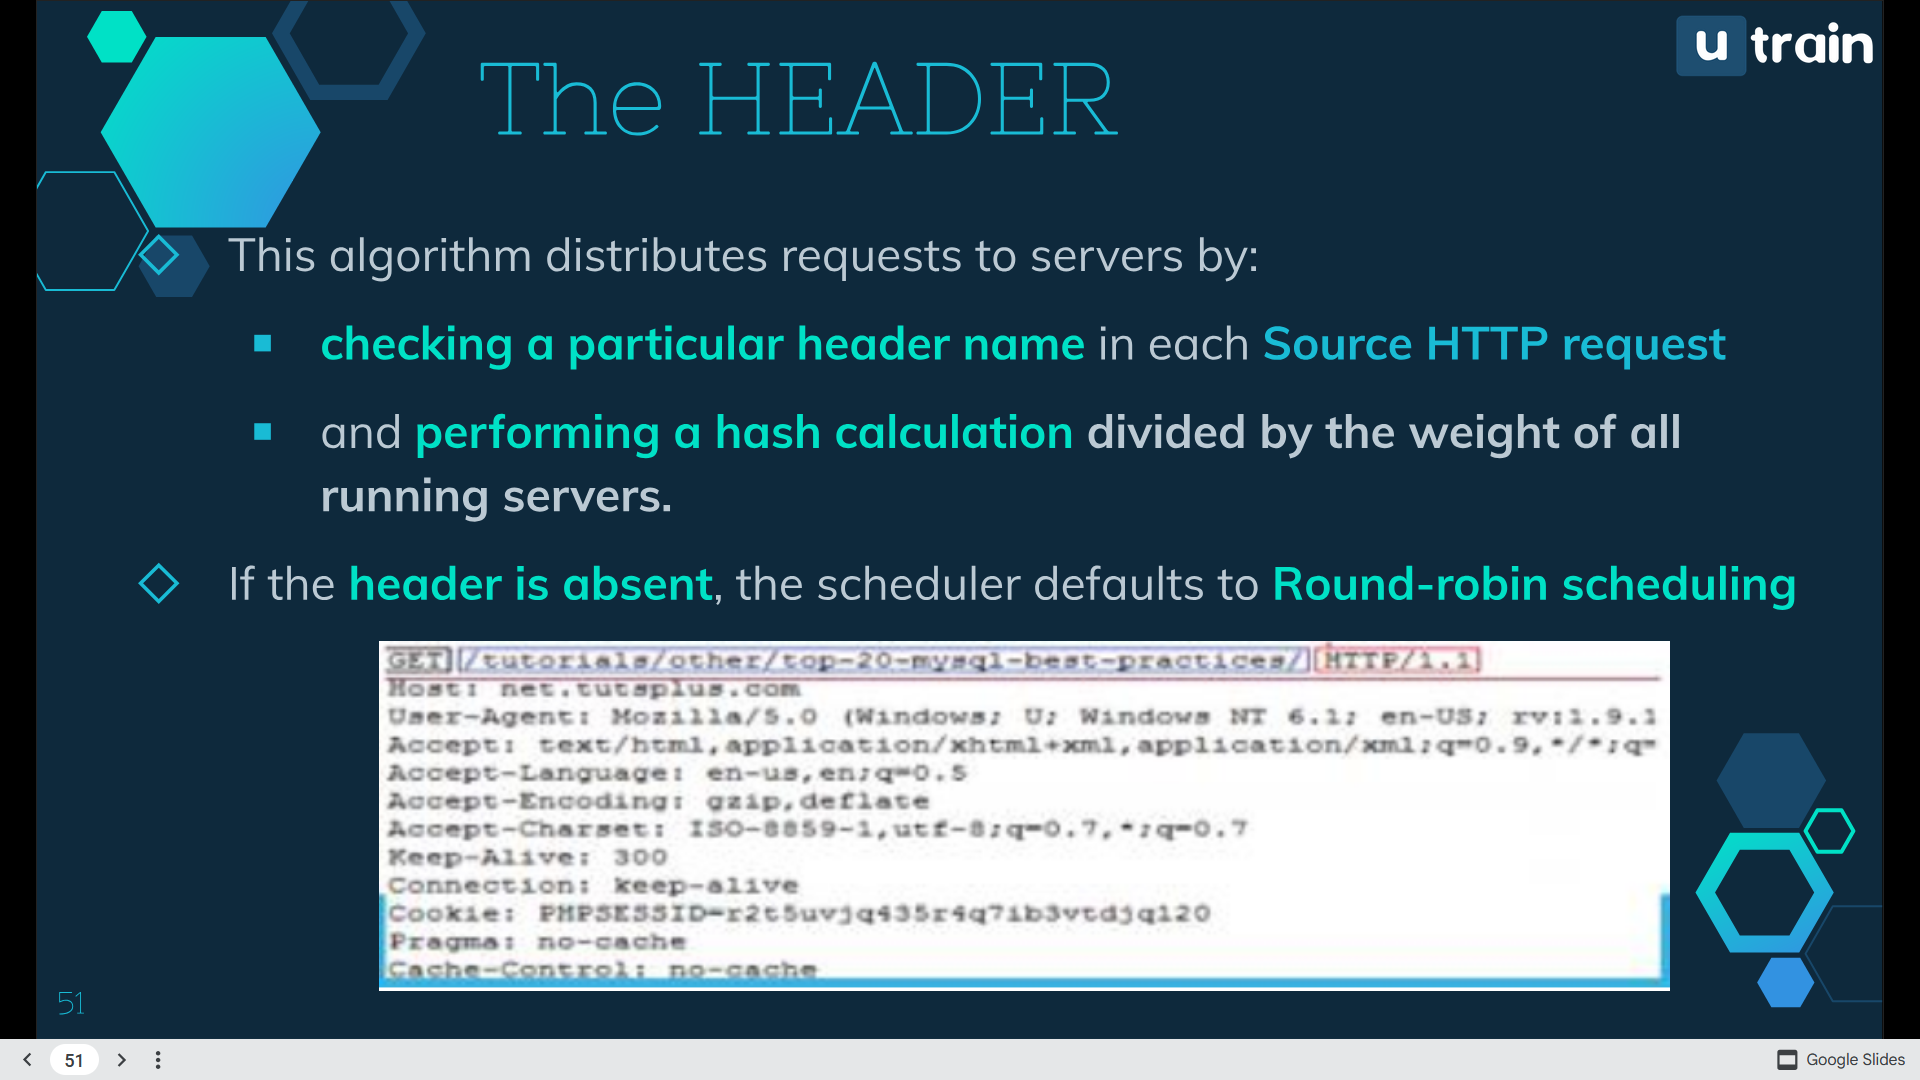 u train
The HEADER
This algorithm distributes requests to servers by:
checking a particular header name in each Source HTTP request
and performing a hash calculation divided by the weight of all
running servers.
If the header is absent, the scheduler defaults to Round-robin scheduling
GET /tutorials/other/top-20-mysql-best-practices/ HTTP/1.1
Host: net.tutsplus.com
User-Agent: Mozilla/5.0 (Windows; U; Windows NT 6.1; en-US; rv:1.9.1
Accept: text/html,application/xhtml+xml,application/xml;q=0.9,*/*;q=
Accept-Language: en-us,en;q=0.5
Accept-Encoding: gzip,deflate
Accept-Charset: ISO-8859-1,utf-8;q=0.7,*;q=0.7
Keep-Alive: 300
Connection: keep-alive
Cookie: PHPSESSID=r2t5uvjq435r4q7ib3vtdjq120
Pragma: no-cache
Cache-Control: no-cache
51
51
Google Slides